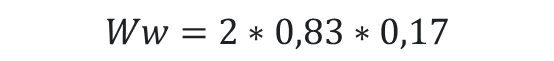 Ww = 2 * 0,83 * 0,17